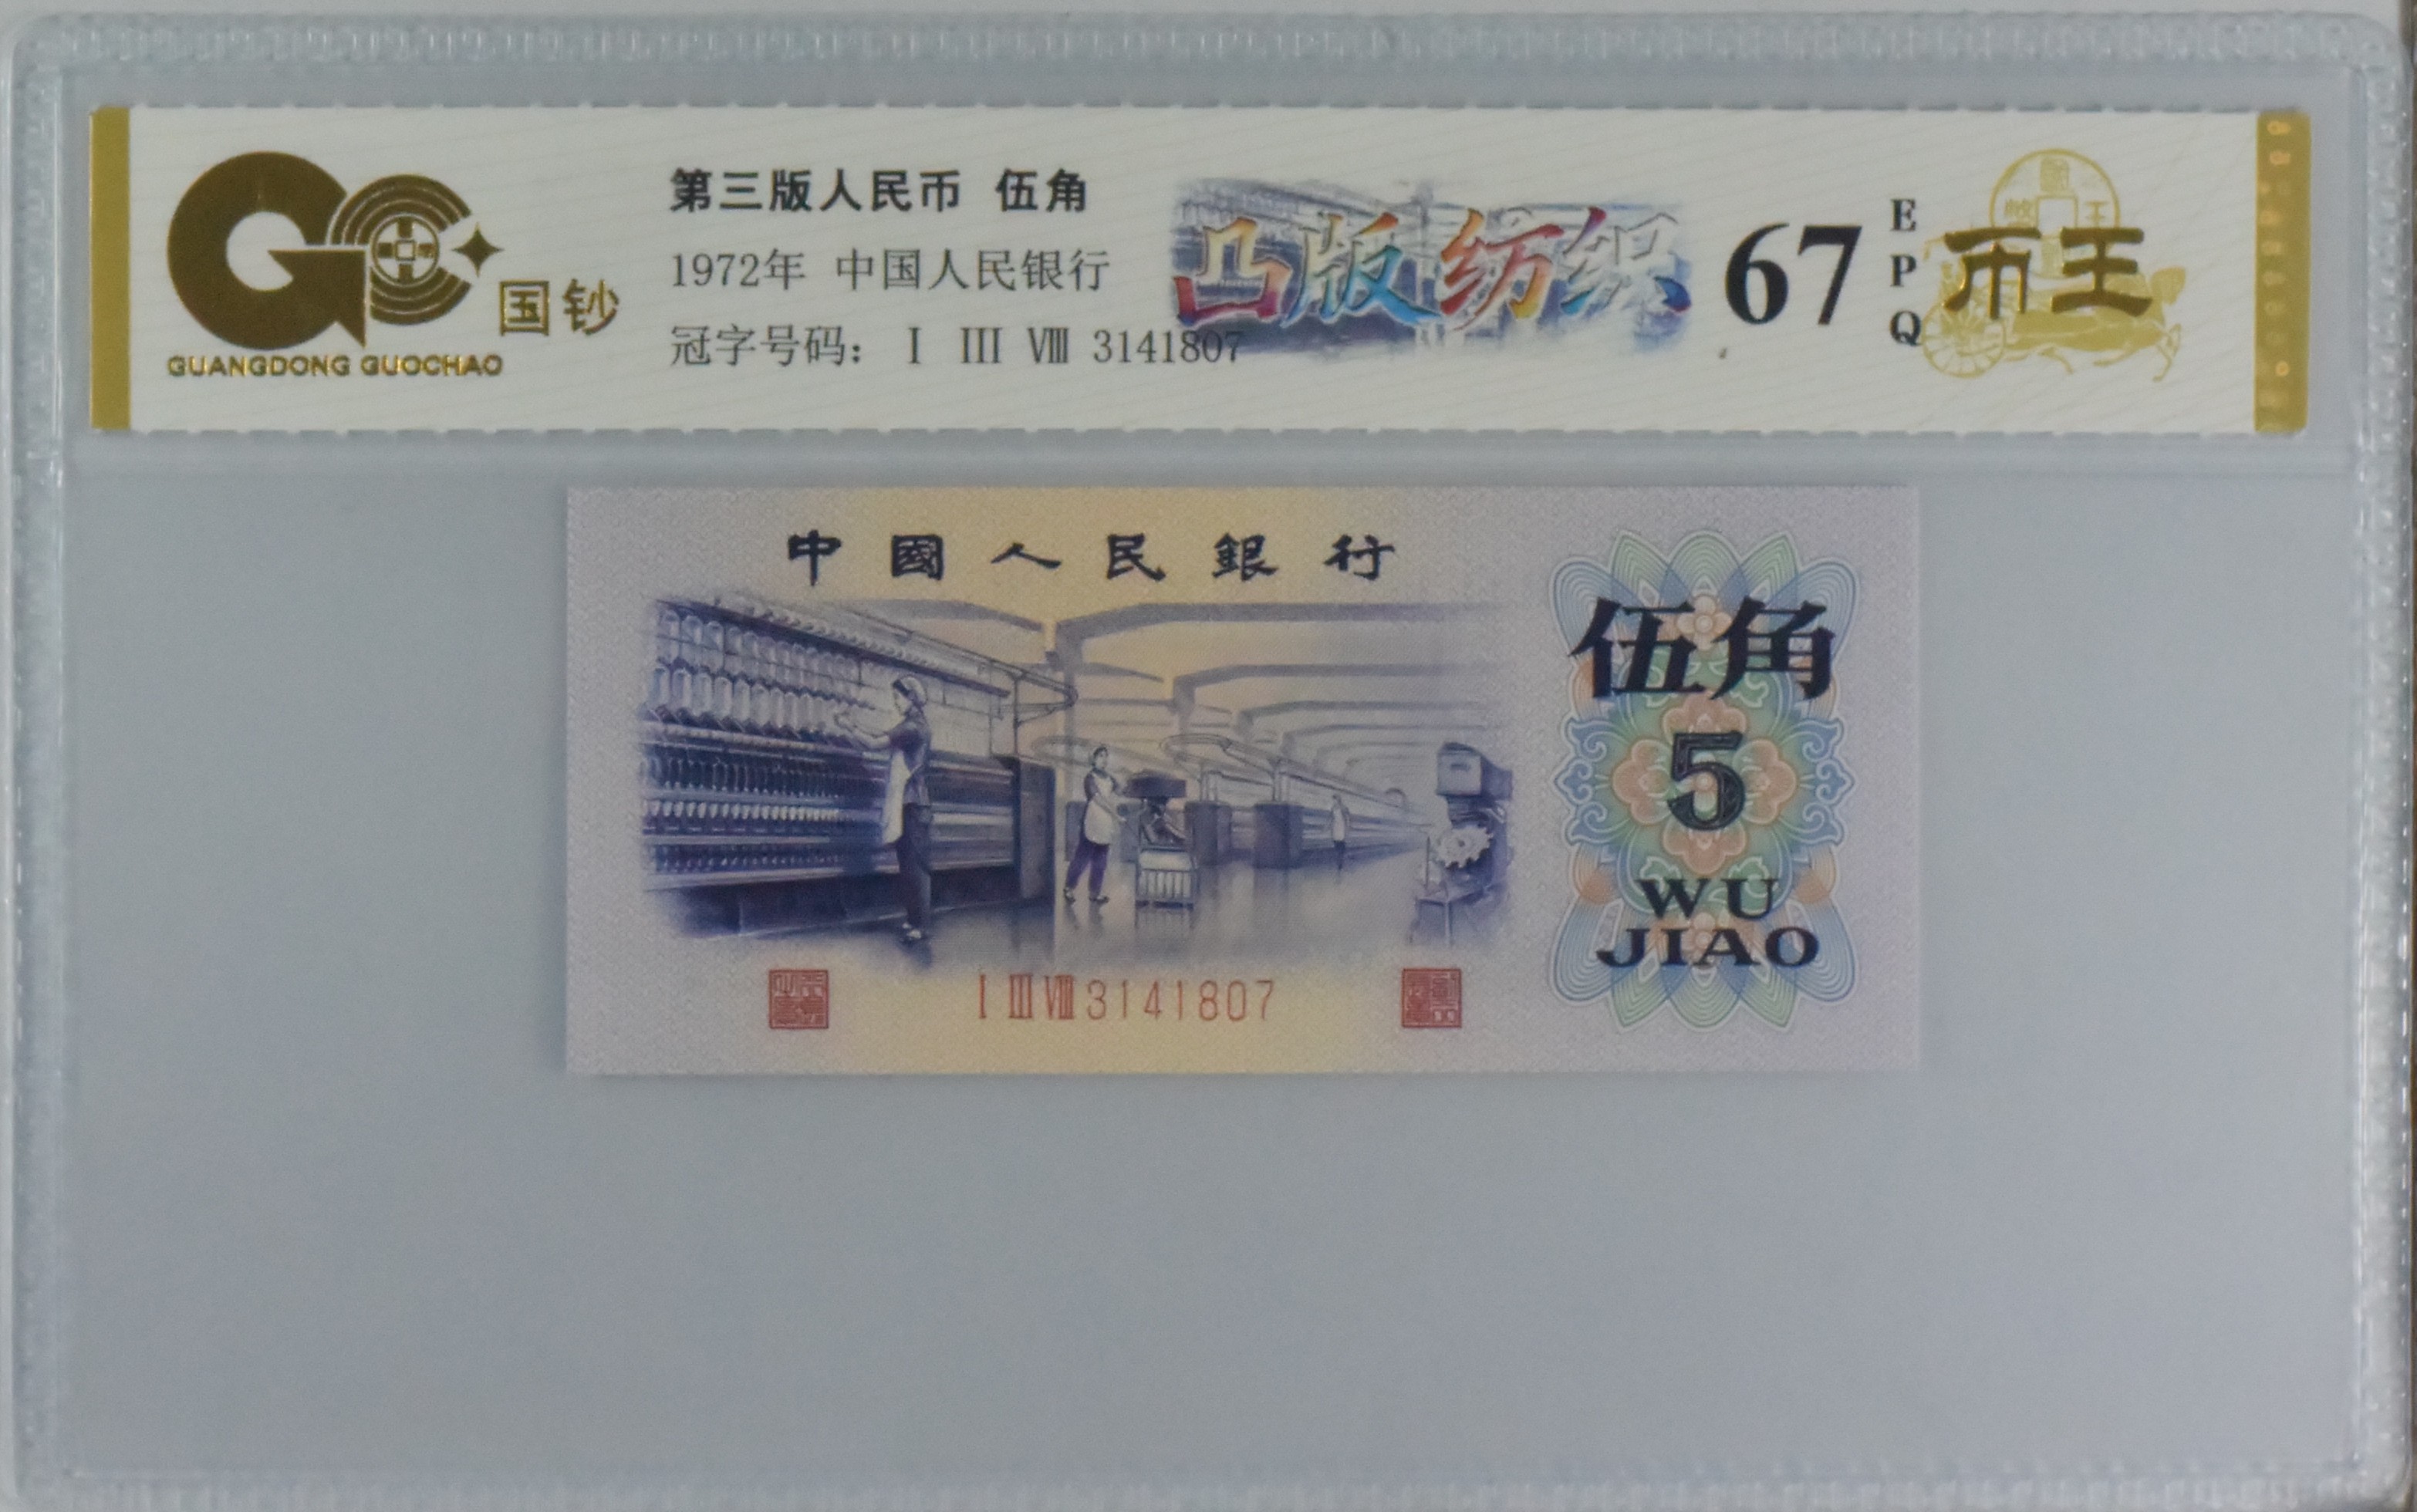 国钞
GUANGDONG GUOCHAO
第三版人民币 伍角
1972年 中国人民银行
冠字号码： I III VIII 3141807
凸版纺织
67
EPQ
币王
中國人民銀行
伍角
5
WU
JIAO
I III VIII 3141807